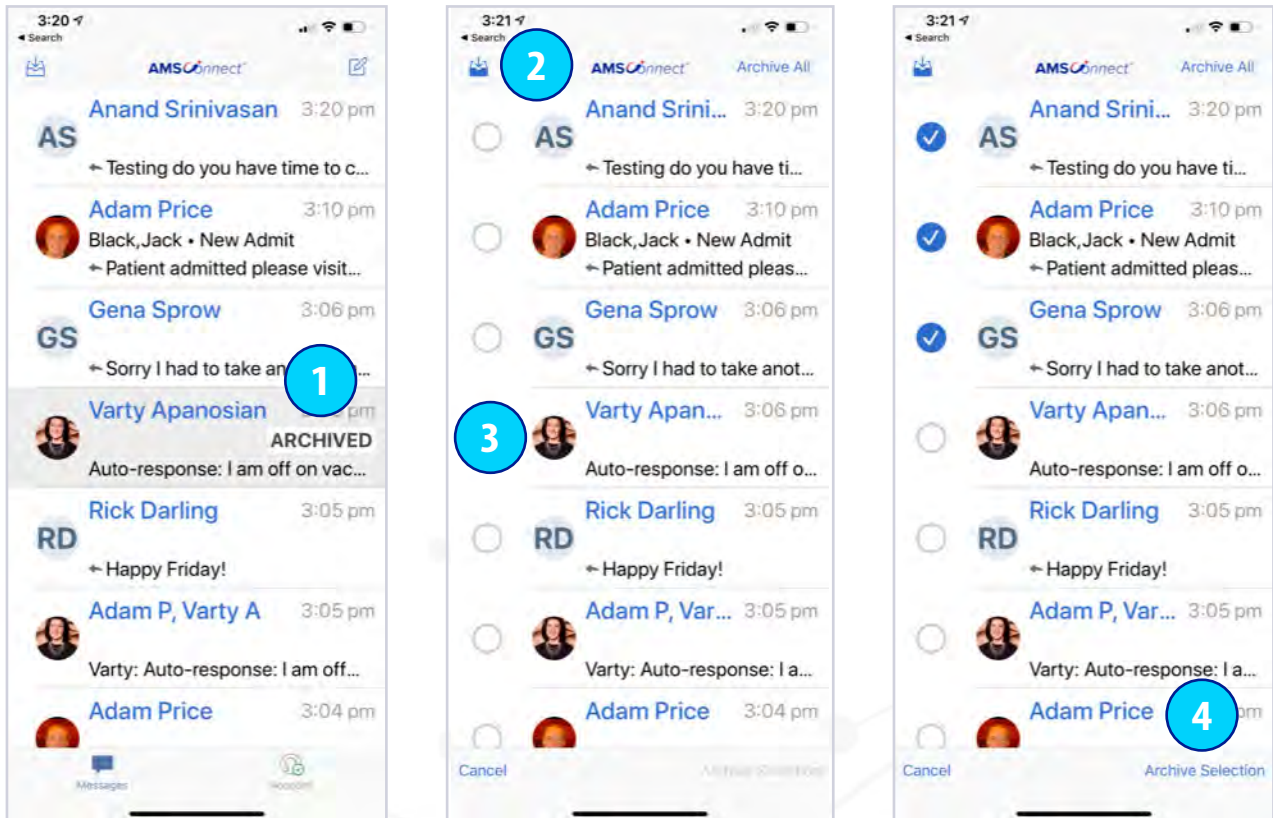 3:20
◄ Search
AMSConnect
Anand Srinivasan 3:20 pm
AS
Testing do you have time to c...
Adam Price 3:10 pm
Black,Jack • New Admit
Patient admitted please visit...
Gena Sprow 3:06 pm
GS
Sorry I had to take an ...
1
Varty Apanosian pm
ARCHIVED
Auto-response: I am off on vac...
Rick Darling 3:05 pm
RD
Happy Friday!
Adam P, Varty A 3:05 pm
Varty: Auto-response: I am off...
Adam Price 3:04 pm
Messages
3:21
◄ Search
2
AMSConnect Archive All
Anand Srini... 3:20 pm
AS
Testing do you have ti...
Adam Price 3:10 pm
Black,Jack • New Admit
Patient admitted pleas...
Gena Sprow 3:06 pm
GS
Sorry I had to take anot...
Varty Apan... 3:06 pm
3
Auto-response: I am off o...
Rick Darling 3:05 pm
RD
Happy Friday!
Adam P, Var... 3:05 pm
Varty: Auto-response: I a...
Adam Price 3:04 pm
Cancel Archive Selection
3:21
◄ Search
AMSConnect Archive All
Anand Srini... 3:20 pm
AS
Testing do you have ti...
Adam Price 3:10 pm
Black,Jack • New Admit
Patient admitted pleas...
Gena Sprow 3:06 pm
GS
Sorry I had to take anot...
Varty Apan... 3:06 pm
Auto-response: I am off o...
Rick Darling 3:05 pm
RD
Happy Friday!
Adam P, Var... 3:05 pm
Varty: Auto-response: I a...
Adam Price pm
4
Cancel Archive Selection